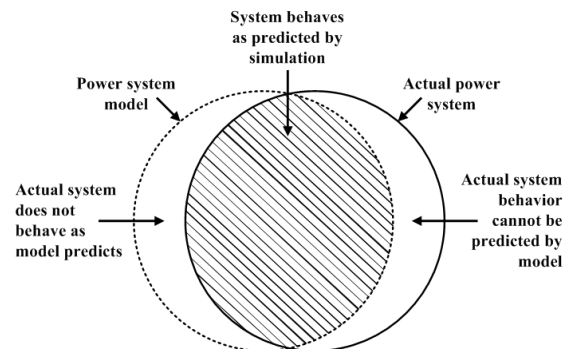 System behaves
as predicted by
simulation
Power system
model
Actual power
system
Actual system
does not
behave as
model predicts
Actual system
behavior
cannot be
predicted by
model